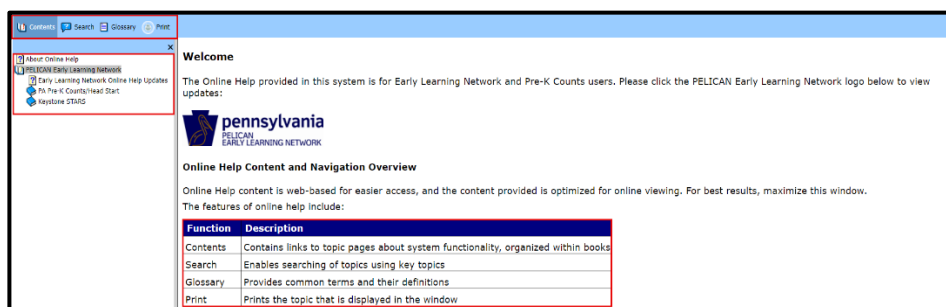 Contents Search Glossary Print
x
About Online Help
PELICAN Early Learning Network
Early Learning Network Online Help Updates
PA Pre-K Counts/Head Start
Keystone STARS
Welcome
The Online Help provided in this system is for Early Learning Network and Pre-K Counts users. Please click the PELICAN Early Learning Network logo below to view
updates:
pennsylvania
PELICAN
EARLY LEARNING NETWORK
Online Help Content and Navigation Overview
Online Help content is web-based for easier access, and the content provided is optimized for online viewing. For best results, maximize this window.
The features of online help include:
Function Description
Contents Contains links to topic pages about system functionality, organized within books
Search Enables searching of topics using key topics
Glossary Provides common terms and their definitions
Print Prints the topic that is displayed in the window